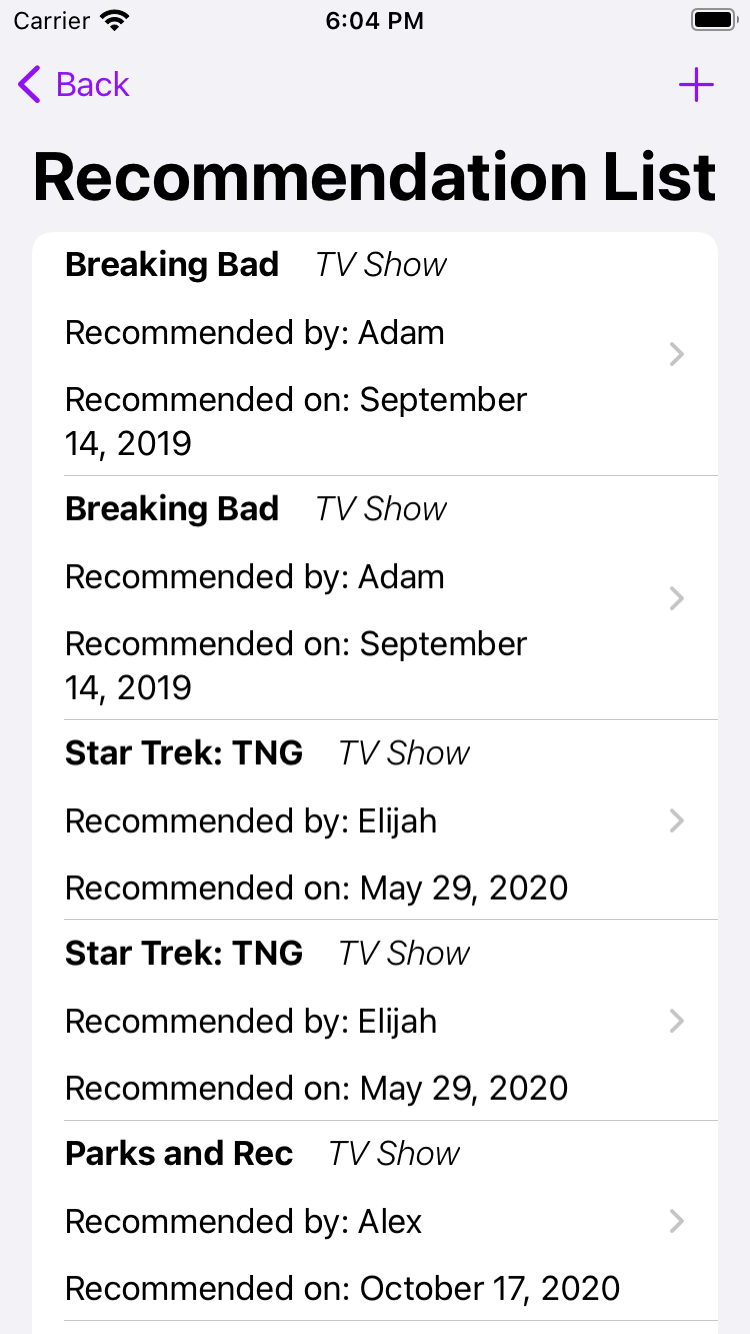 Carrier 6:04 PM
Back +
Recommendation List
Breaking Bad TV Show
Recommended by: Adam
Recommended on: September
14, 2019
Breaking Bad TV Show
Recommended by: Adam
Recommended on: September
14, 2019
Star Trek: TNG TV Show
Recommended by: Elijah
Recommended on: May 29, 2020
Star Trek: TNG TV Show
Recommended by: Elijah
Recommended on: May 29, 2020
Parks and Rec TV Show
Recommended by: Alex
Recommended on: October 17, 2020